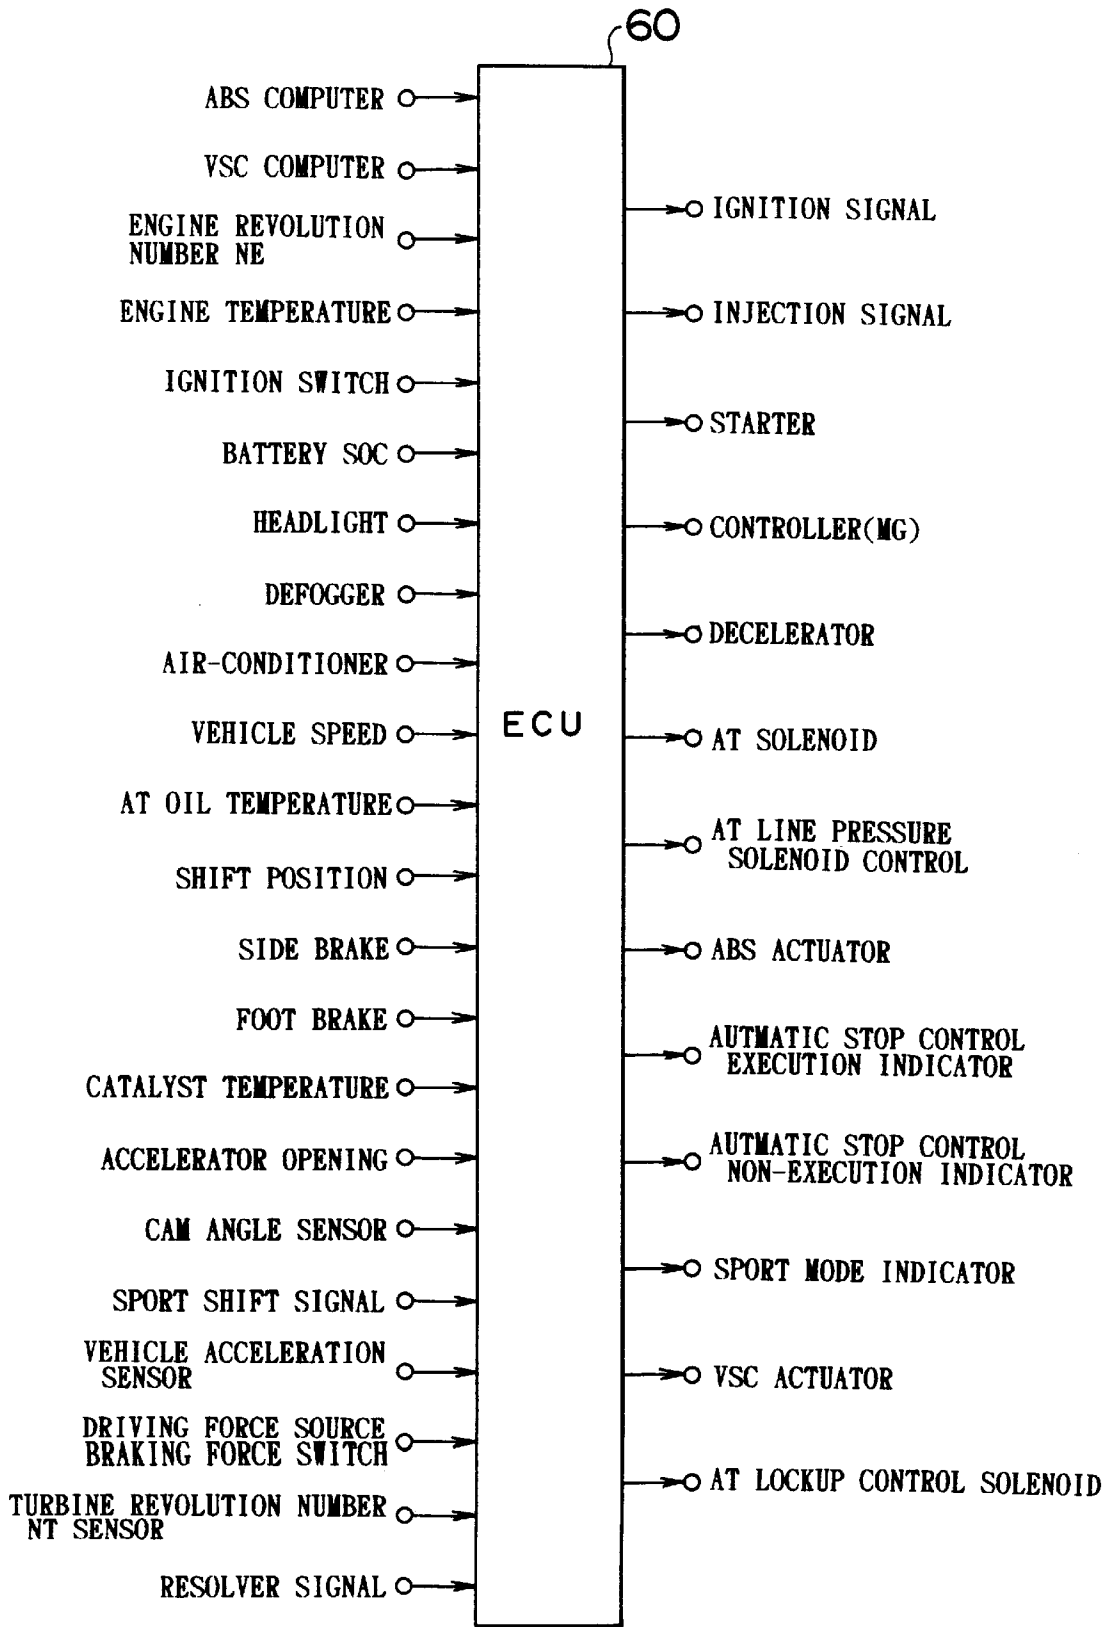 60
ABS COMPUTER
VSC COMPUTER
ENGINE REVOLUTION
NUMBER NE
ENGINE TEMPERATURE
IGNITION SWITCH
BATTERY SOC
HEADLIGHT
DEFOGGER
AIR-CONDITIONER
VEHICLE SPEED
AT OIL TEMPERATURE
SHIFT POSITION
SIDE BRAKE
FOOT BRAKE
CATALYST TEMPERATURE
ACCELERATOR OPENING
CAM ANGLE SENSOR
SPORT SHIFT SIGNAL
VEHICLE ACCELERATION
SENSOR
DRIVING FORCE SOURCE
BRAKING FORCE SWITCH
TURBINE REVOLUTION NUMBER
NT SENSOR
RESOLVER SIGNAL
ECU
IGNITION SIGNAL
INJECTION SIGNAL
STARTER
CONTROLLER(MG)
DECELERATOR
AT SOLENOID
AT LINE PRESSURE
SOLENOID CONTROL
ABS ACTUATOR
AUTMATIC STOP CONTROL
EXECUTION INDICATOR
AUTMATIC STOP CONTROL
NON-EXECUTION INDICATOR
SPORT MODE INDICATOR
VSC ACTUATOR
AT LOCKUP CONTROL SOLENOID